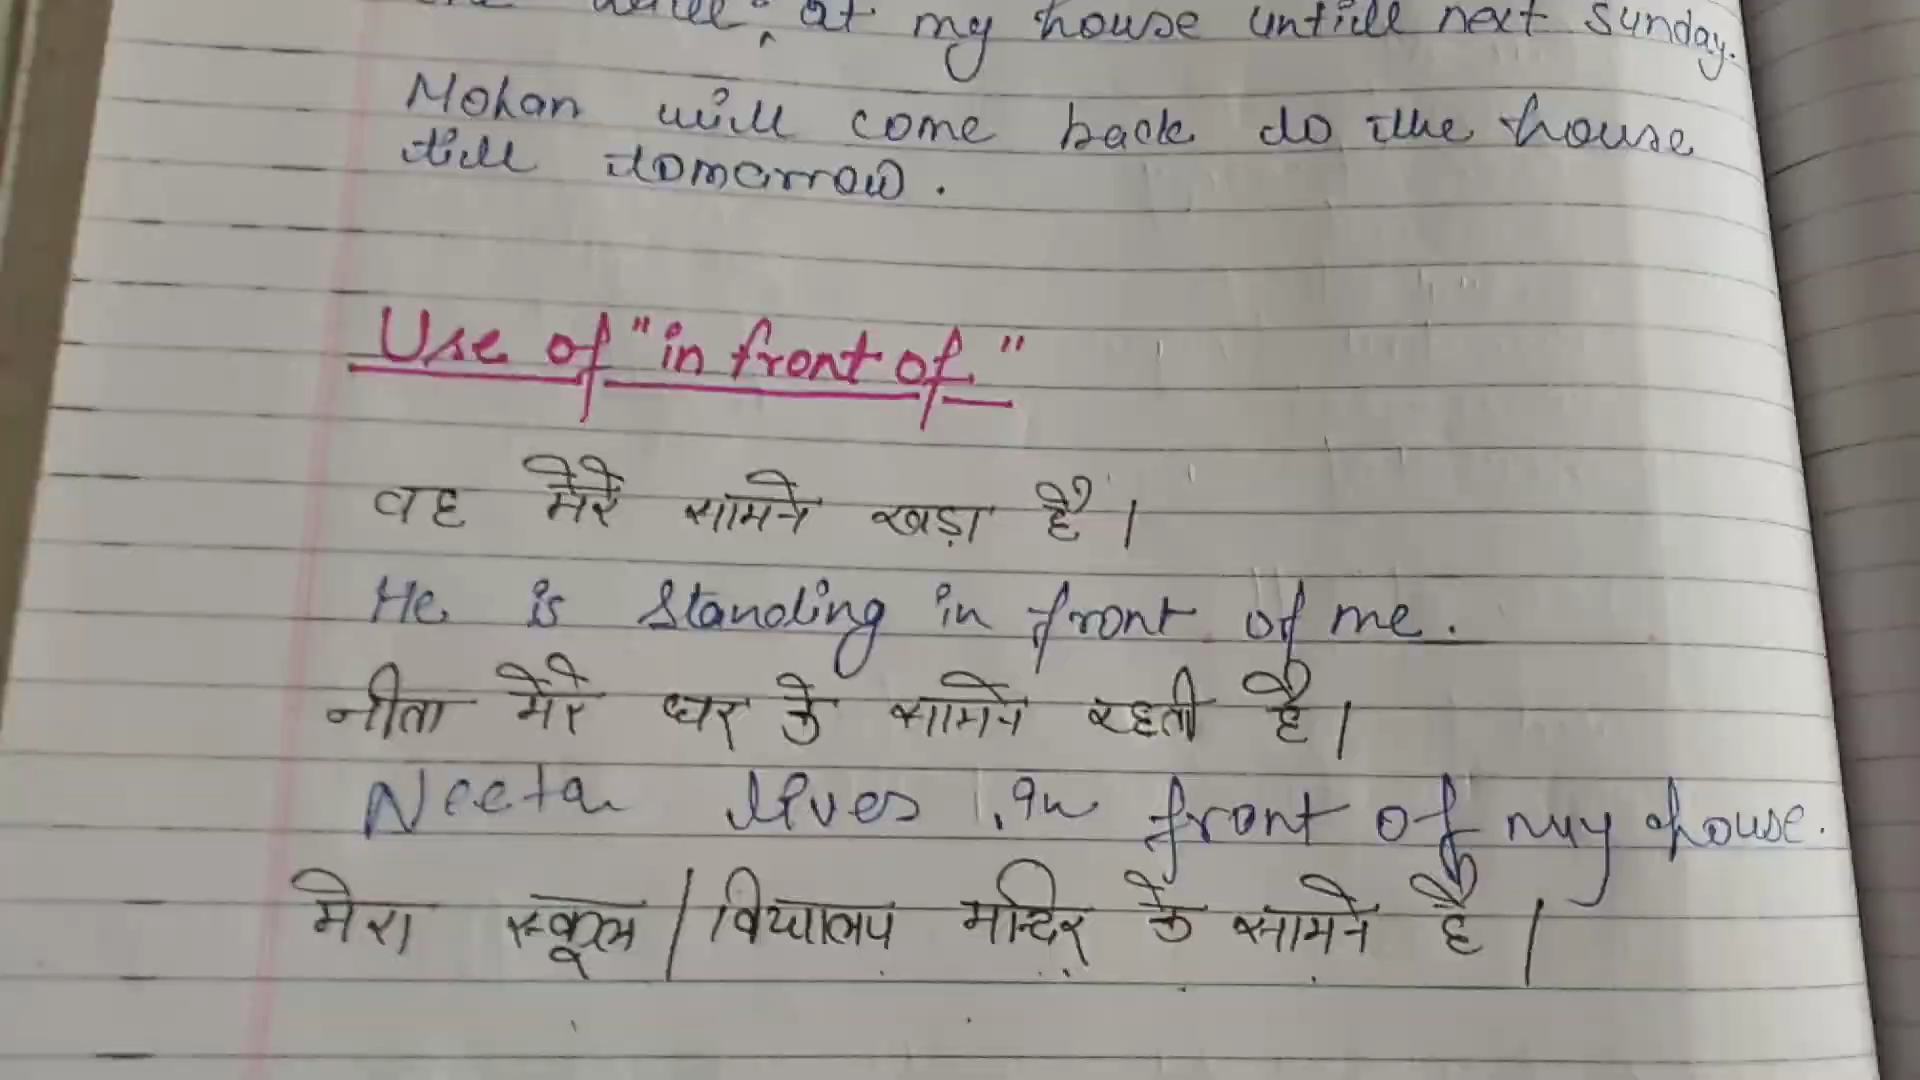 at my house untill next Sunday.
Mohan will come back to the house
till tomorrow.
Use of "in front of"
वह मेरे सामने खड़ा है।
He is standing in front of me.
नीता मेरे घर के सामने रहती है।
Neeta lives in front of my house.
मेरा स्कूल / विद्यालय मन्दिर के सामने है।